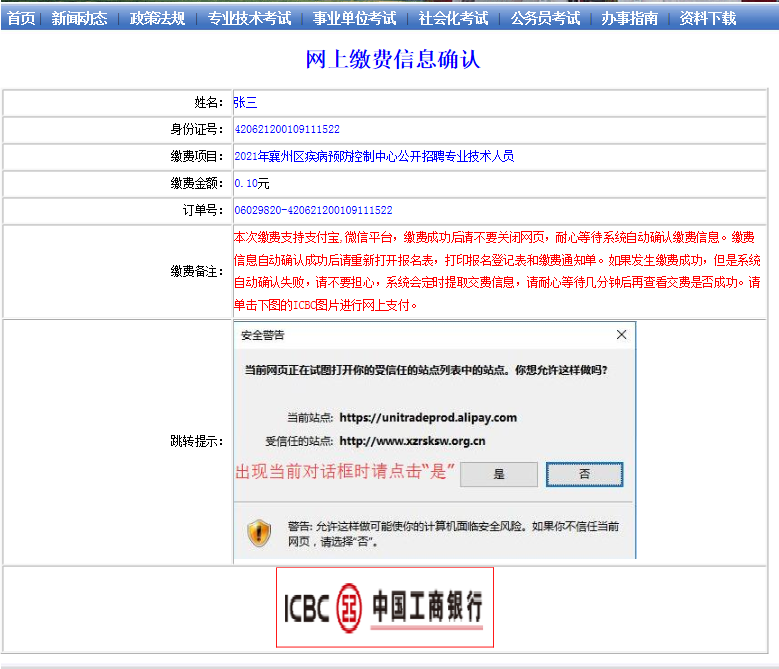 首页 | 新闻动态 | 政策法规 | 专业技术考试 | 事业单位考试 | 社会化考试 | 公务员考试 | 办事指南 | 资料下载
网上缴费信息确认
姓名： 张三
身份证号： 420621200109111522
缴费项目： 2021年襄州区疾病预防控制中心公开招聘专业技术人员
缴费金额： 0.10元
订单号： 06029820-420621200109111522
缴费备注： 本次缴费支持支付宝,微信平台，缴费成功后请不要关闭网页，耐心等待系统自动确认缴费信息。缴费
信息自动确认成功后请重新打开报名表，打印报名登记表和缴费通知单。如果发生缴费成功，但是系统
自动确认失败，请不要担心，系统会定时提取交费信息，请耐心等待几分钟后再查看交费是否成功。请
单击下图的ICBC图片进行网上支付。
跳转提示：
安全警告
当前网页正在试图打开你的受信任的站点列表中的站点。你想允许这样做吗?
当前站点: https://unitradeprod.alipay.com
受信任的站点: http://www.xzrsksw.org.cn
出现当前对话框时请点击“是” 是 否
警告: 允许这样做可能使你的计算机面临安全风险。如果你不信任当前
网页，请选择“否”。
ICBC 中国工商银行